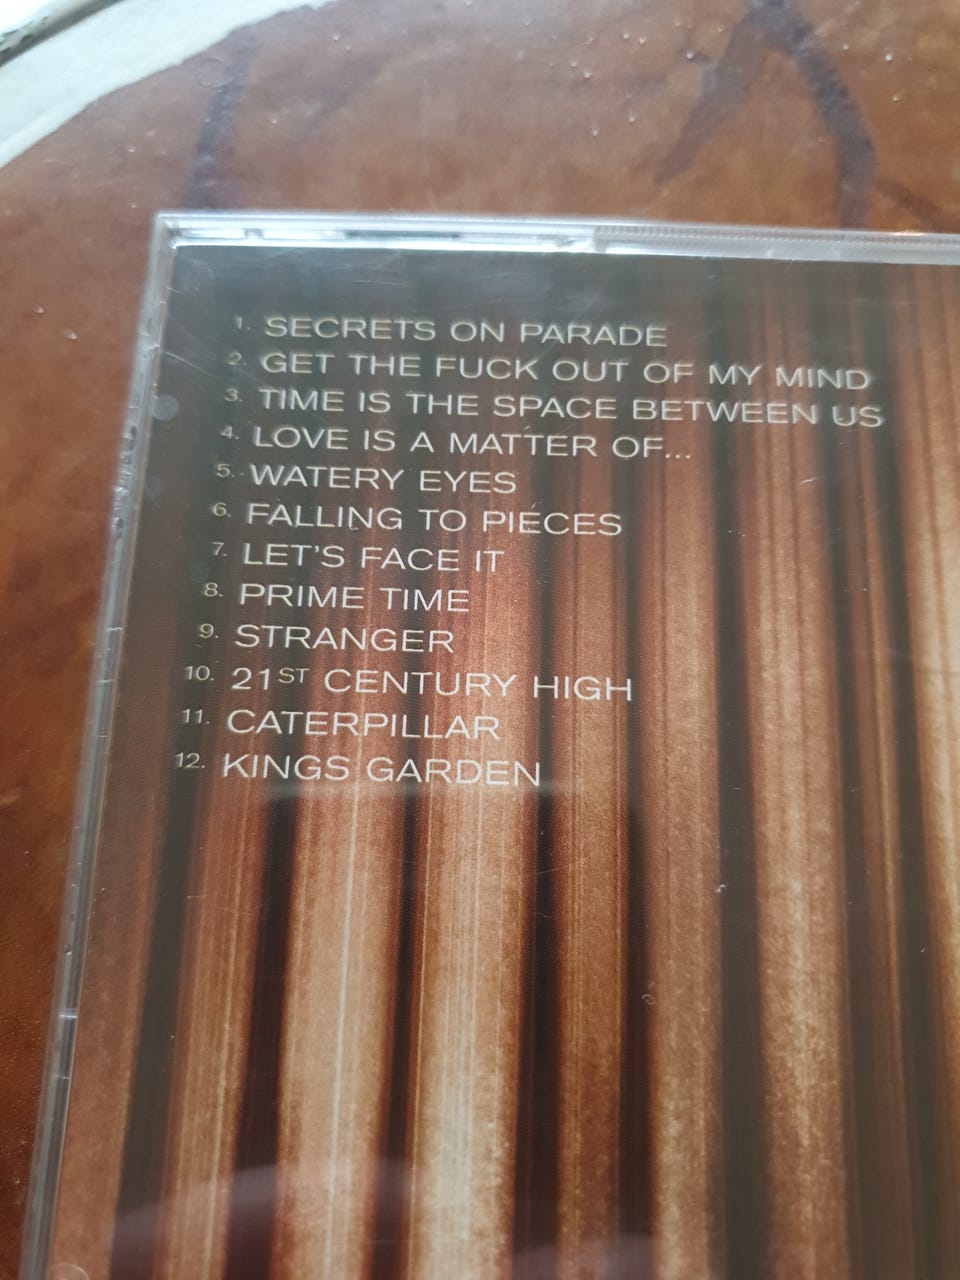 1. SECRETS ON PARADE
2. GET THE FUCK OUT OF MY MIND
3. TIME IS THE SPACE BETWEEN US
4. LOVE IS A MATTER OF...
5. WATERY EYES
6. FALLING TO PIECES
7. LET'S FACE IT
8. PRIME TIME
9. STRANGER
10. 21ST CENTURY HIGH
11. CATERPILLAR
12. KINGS GARDEN